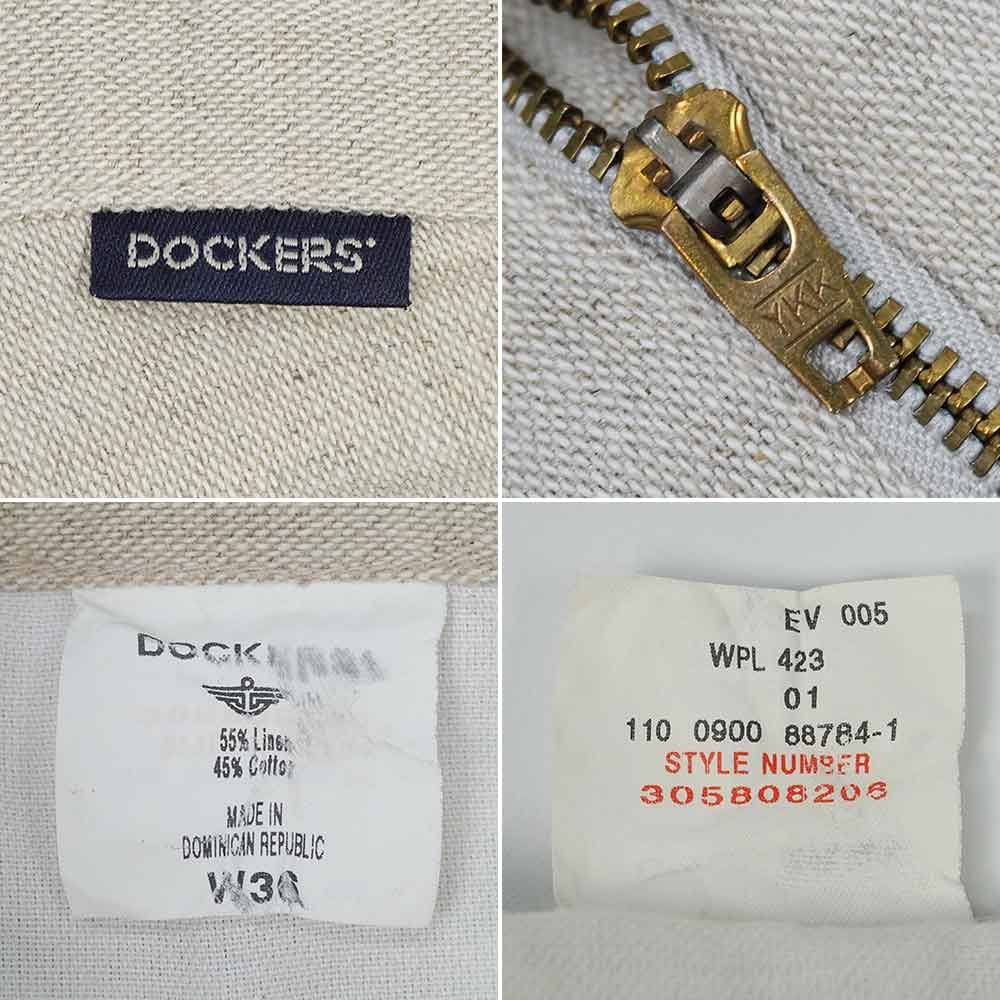 DOCKERS
YKK
DOCKERS
55% Linen
45% Cotton
MADE IN
DOMINICAN REPUBLIC
W36
EV 005
WPL 423
01
110 0900 88784-1
STYLE NUMBER
305808206